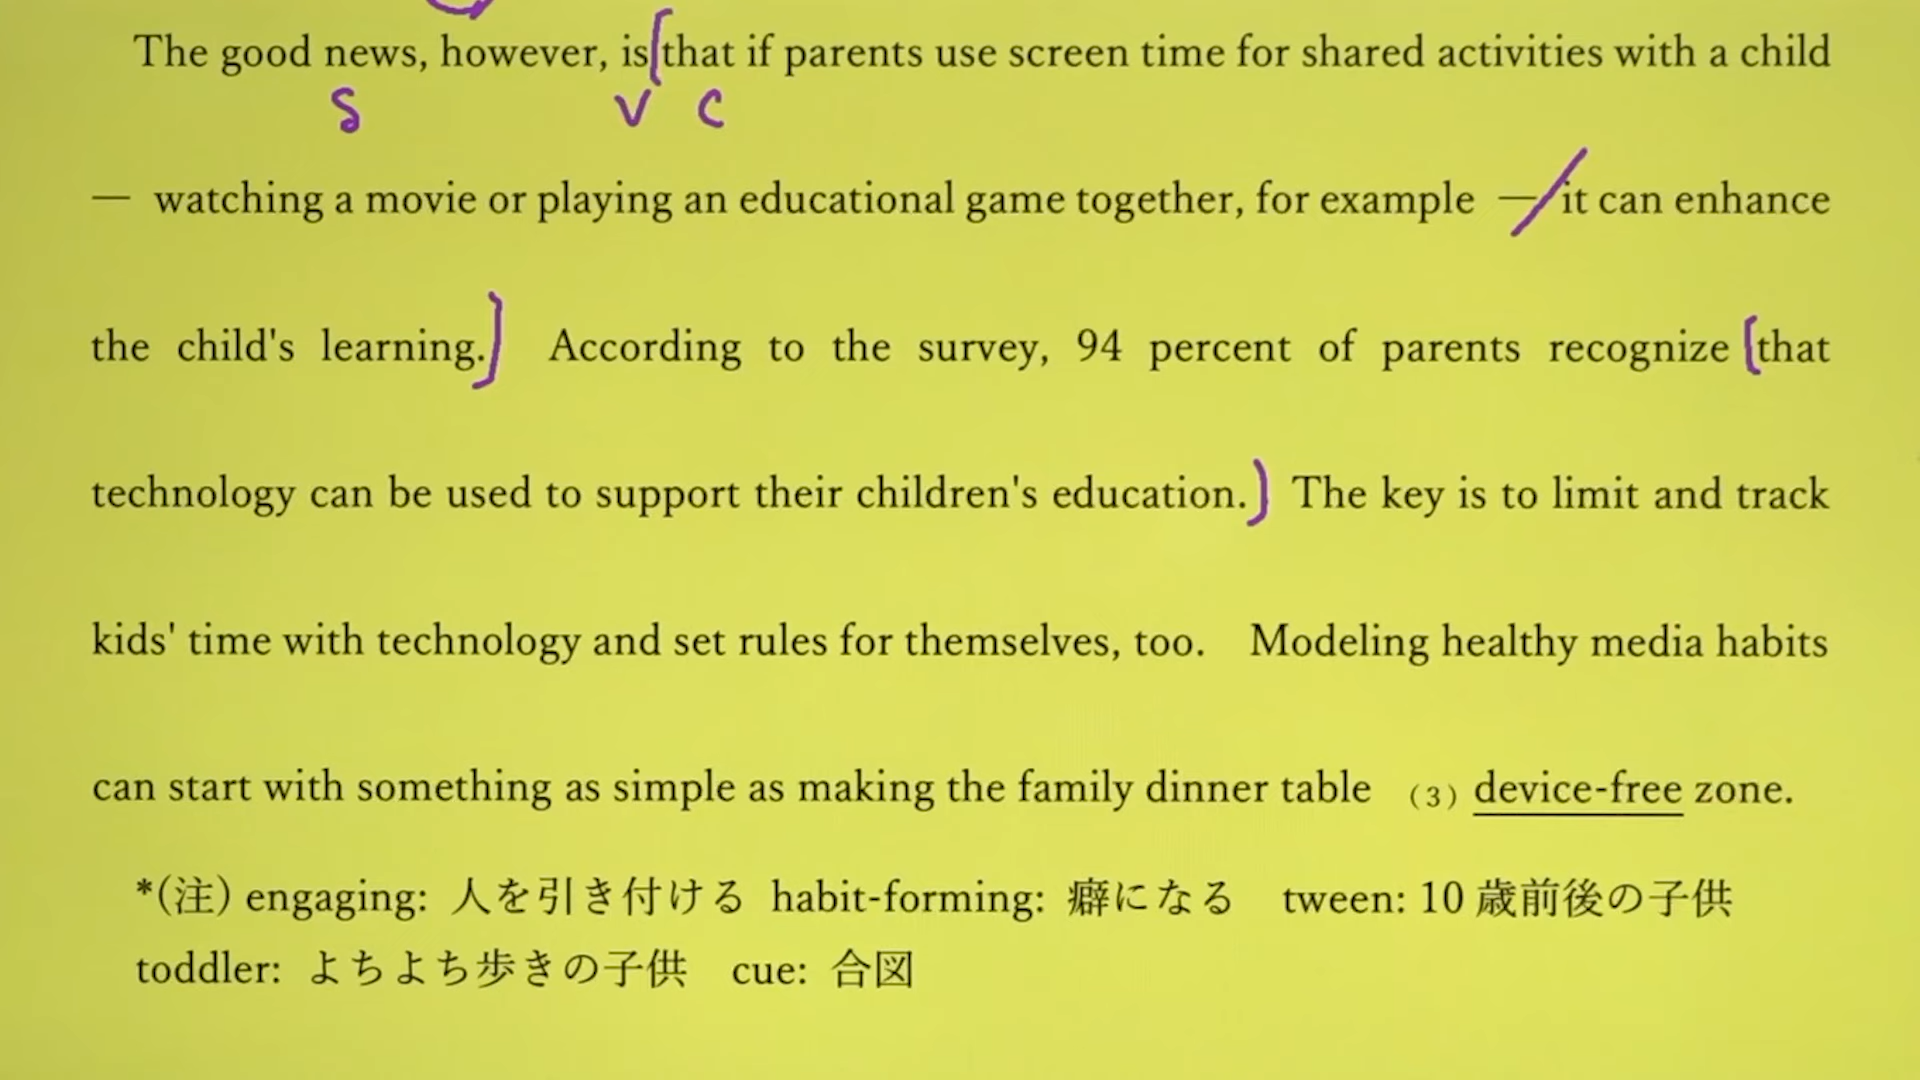 The good news, however, is [that if parents use screen time for shared activities with a child
S V C
— watching a movie or playing an educational game together, for example — / it can enhance
the child's learning.] According to the survey, 94 percent of parents recognize [that
technology can be used to support their children's education.] The key is to limit and track
kids' time with technology and set rules for themselves, too. Modeling healthy media habits
can start with something as simple as making the family dinner table (3) device-free zone.
*(注) engaging: 人を引き付ける habit-forming: 癖になる tween: 10 歳前後の子供
toddler: よちよち歩きの子供 cue: 合図